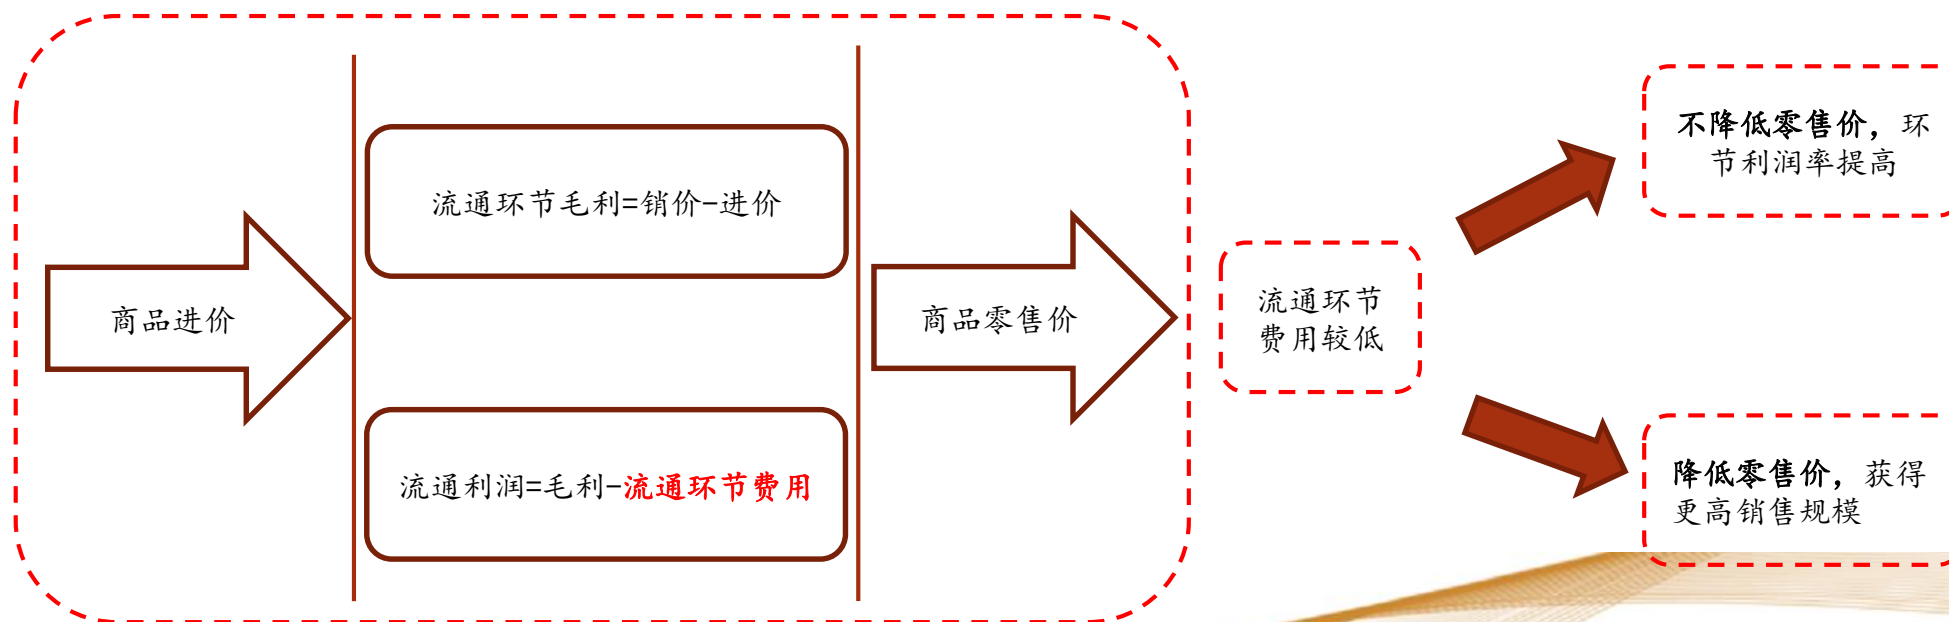 商品进价
流通环节毛利=销价-进价
流通利润=毛利-流通环节费用
商品零售价
流通环节
费用较低
不降低零售价，环
节利润率提高
降低零售价，获得
更高销售规模